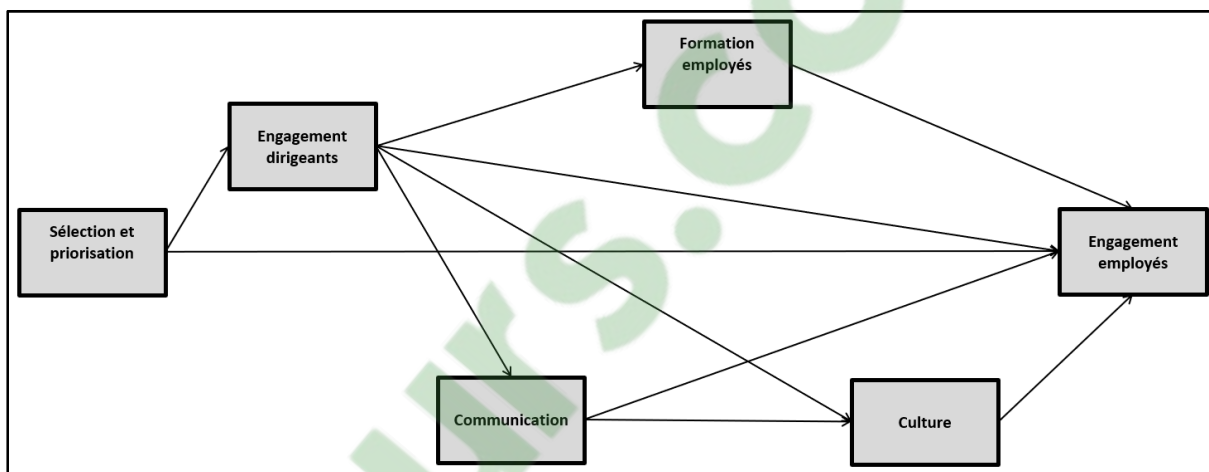 Formation
employés
Engagement
dirigeants
Sélection et
priorisation
Engagement
employés
Communication
Culture